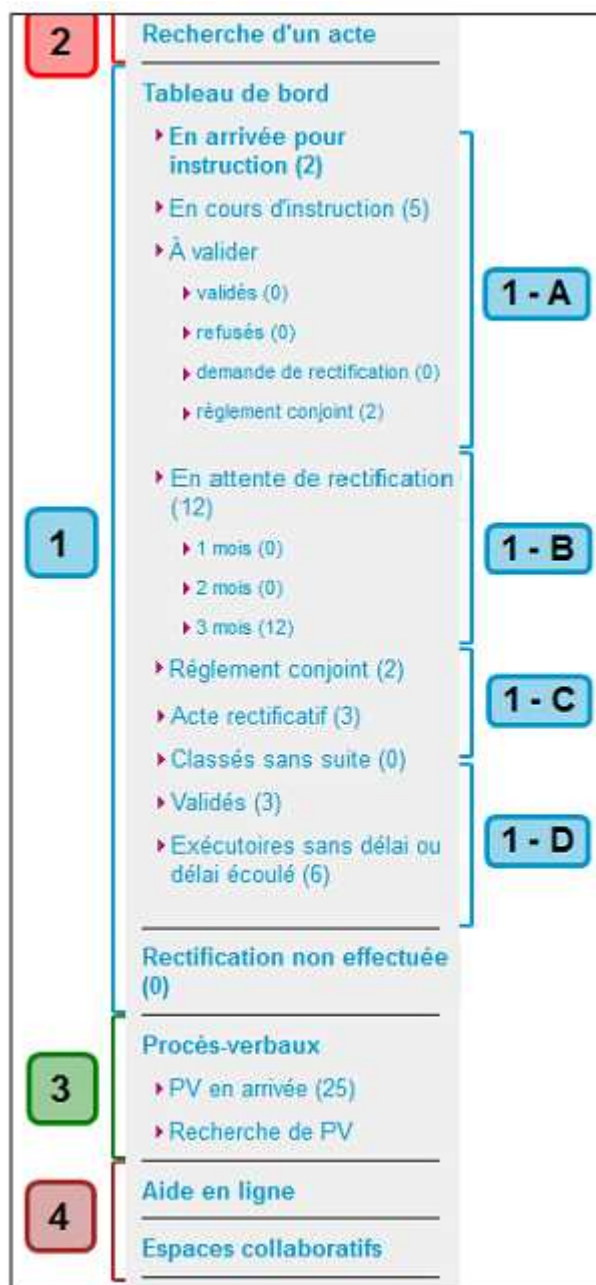 2
Recherche d'un acte
Tableau de bord
En arrivée pour
instruction (2)
En cours d'instruction (5)
À valider
validés (0)
refusés (0)
demande de rectification (0)
règlement conjoint (2)
1 - A
En attente de rectification
(12)
1 mois (0)
2 mois (0)
3 mois (12)
1
1 - B
Règlement conjoint (2)
Acte rectificatif (3)
1 - C
Classés sans suite (0)
Validés (3)
Exécutoires sans délai ou
délai écoulé (6)
1 - D
Rectification non effectuée
(0)
Procès-verbaux
PV en arrivée (25)
Recherche de PV
3
Aide en ligne
Espaces collaboratifs
4